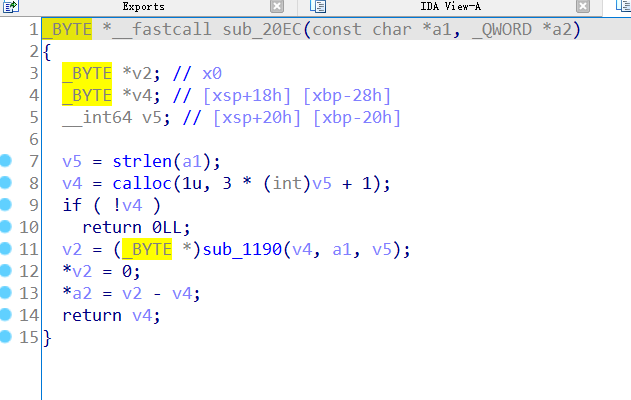 Exports
IDA View-A
1 _BYTE *__fastcall sub_20EC(const char *a1, _QWORD *a2)
2 {
3 _BYTE *v2; // x0
4 _BYTE *v4; // [xsp+18h] [xbp-28h]
5 __int64 v5; // [xsp+20h] [xbp-20h]
6
7 v5 = strlen(a1);
8 v4 = calloc(1u, 3 * (int)v5 + 1);
9 if ( !v4 )
10 return 0LL;
11 v2 = (_BYTE *)sub_1190(v4, a1, v5);
12 *v2 = 0;
13 *a2 = v2 - v4;
14 return v4;
15 }